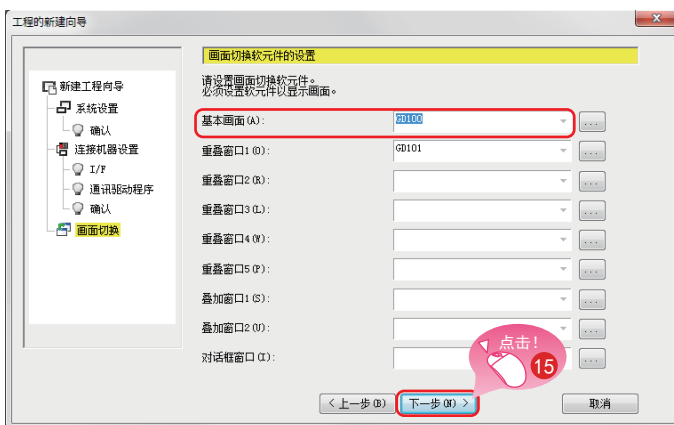 工程的新建向导
画面切换软元件的设置
新建工程向导
系统设置
确认
连接机器设置
I/F
通讯驱动程序
确认
画面切换
请设置画面切换软元件。
必须设置软元件以显示画面。
基本画面(A): GD100 ...
重叠窗口1(O): GD101 ...
重叠窗口2(R): ...
重叠窗口3(L): ...
重叠窗口4(W): ...
重叠窗口5(P): ...
叠加窗口1(S): ...
叠加窗口2(U): ...
对话框窗口(I): ...
点击!
15
<上一步(B)
下一步(N)>
取消